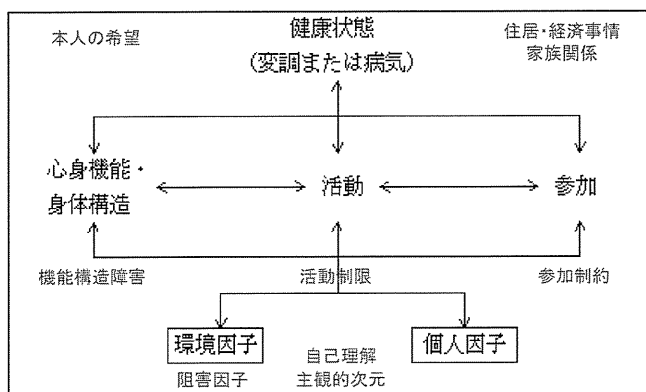 本人の希望
健康状態
(変調または病気)
住居・経済事情
家族関係
心身機能・
身体構造
活動
参加
機能構造障害
活動制限
参加制約
環境因子
個人因子
阻害因子
自己理解
主観的次元